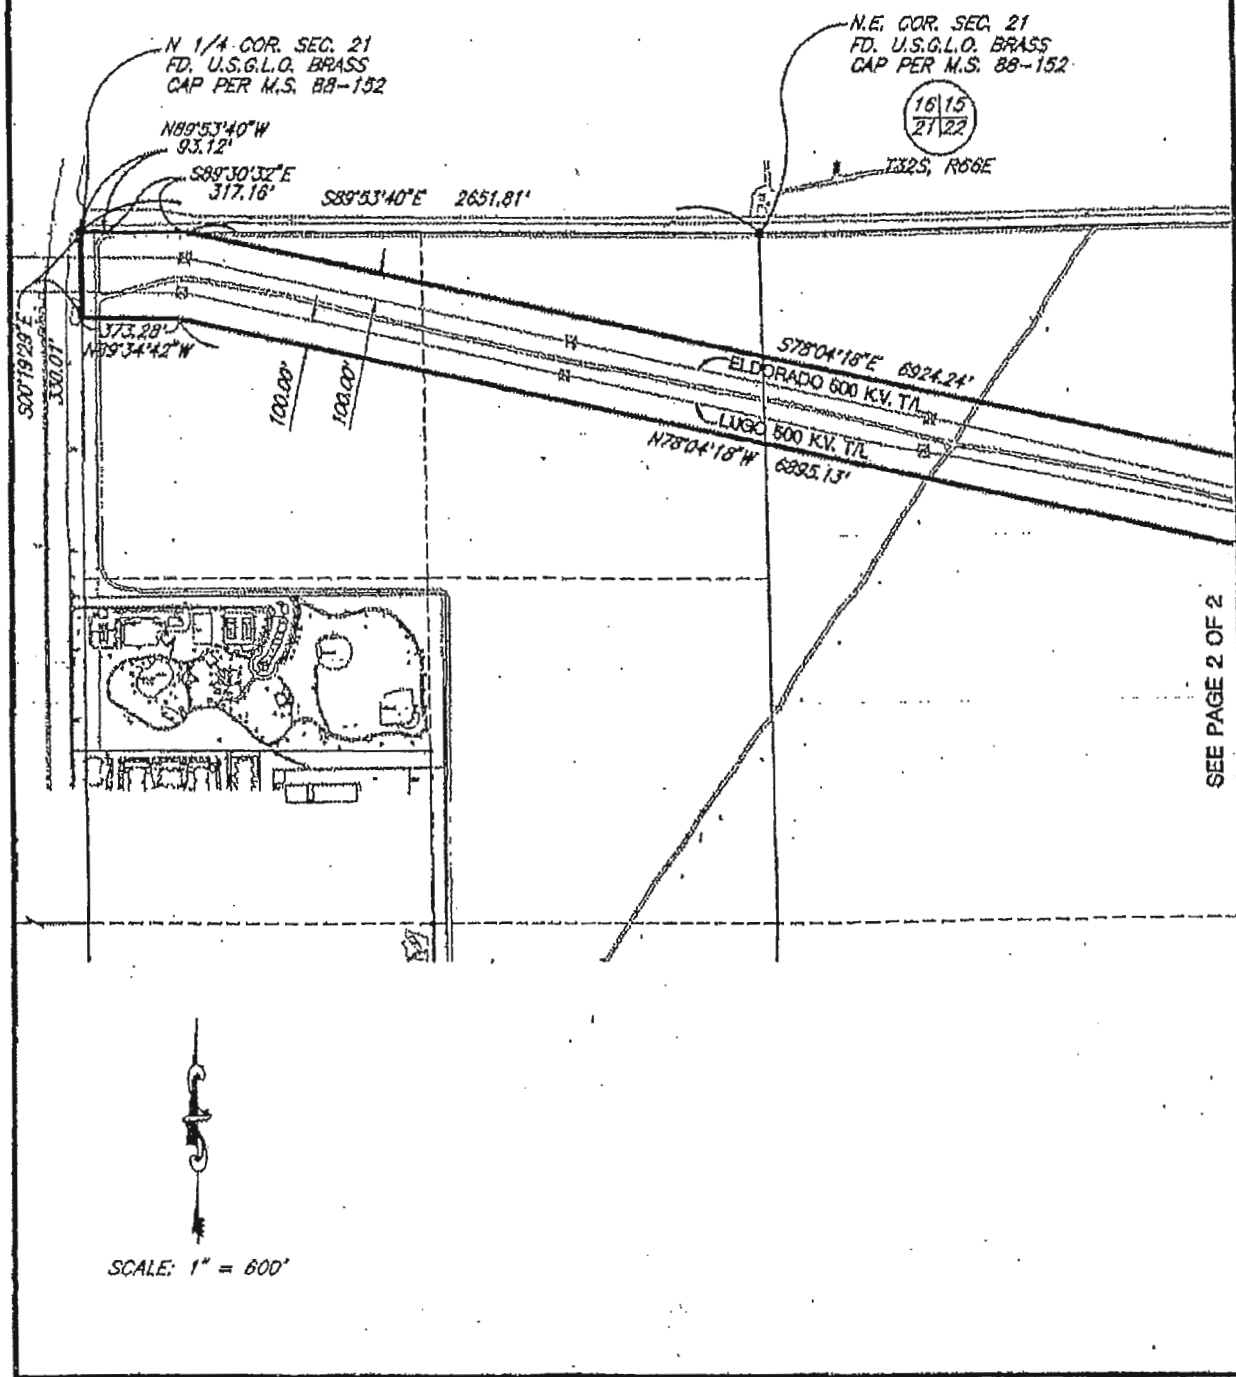 N 1/4 COR. SEC. 21
FD. U.S.G.L.O. BRASS
CAP PER M.S. 88-152
N.E. COR. SEC. 21
FD. U.S.G.L.O. BRASS
CAP PER M.S. 88-152
16 15
21 22
T32S, R66E
N89°53'40"W
93.12'
S89°30'32"E
317.16'
S89°53'40"E 2651.81'
S00°19'29"E
330.07'
373.28'
N89°34'42"W
100.00'
100.00'
S78°04'18"E 6924.24'
ELDORADO 500 K.V. T/L
LUGO 500 K.V. T/L
N78°04'18"W 6895.13'
SEE PAGE 2 OF 2
SCALE: 1" = 600'